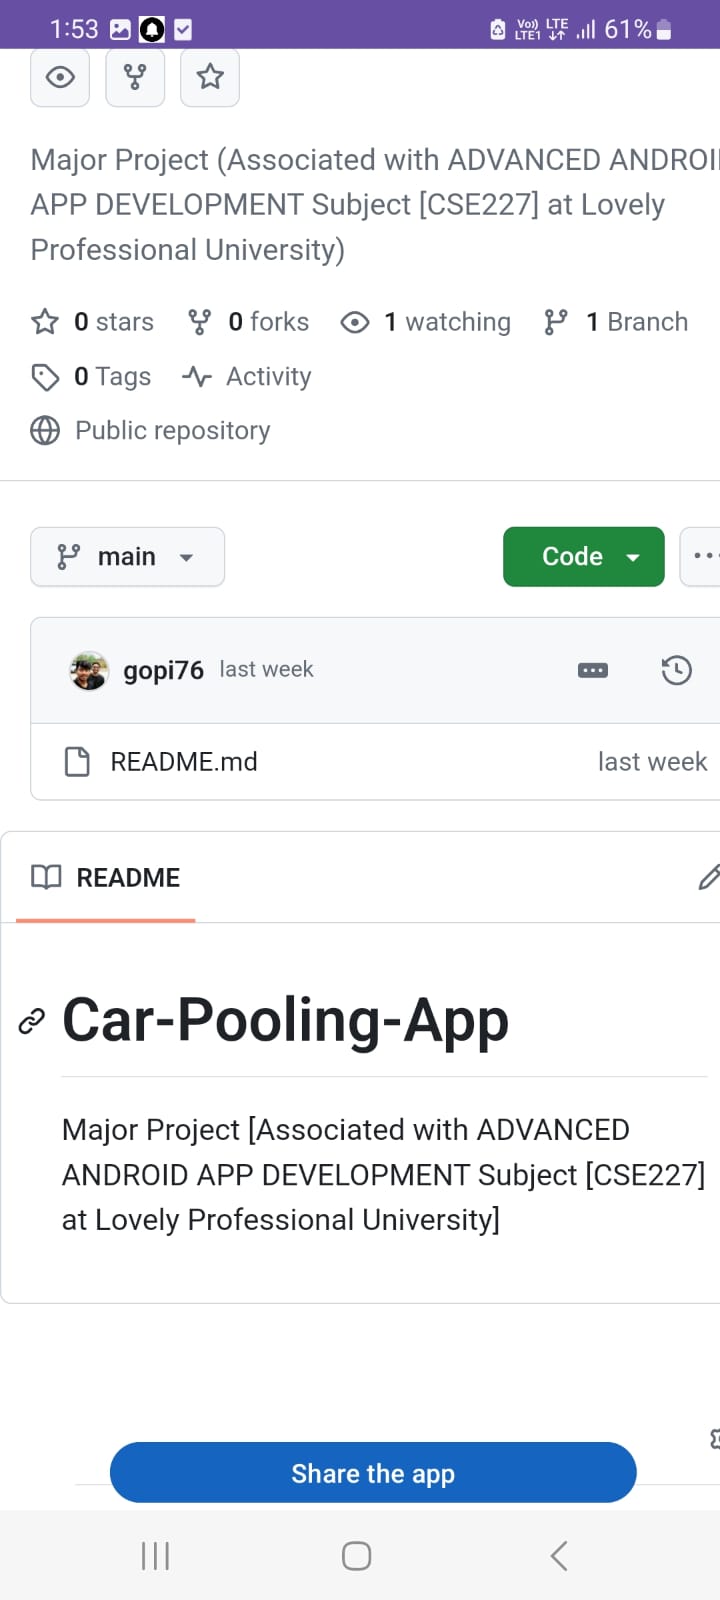 1:53 Vo)) LTE1 LTE 61%
Major Project (Associated with ADVANCED ANDROI
APP DEVELOPMENT Subject [CSE227] at Lovely
Professional University)
0 stars 0 forks 1 watching 1 Branch
0 Tags Activity
Public repository
main Code
gopi76 last week
README.md last week
README
Car-Pooling-App
Major Project [Associated with ADVANCED
ANDROID APP DEVELOPMENT Subject [CSE227]
at Lovely Professional University]
Share the app